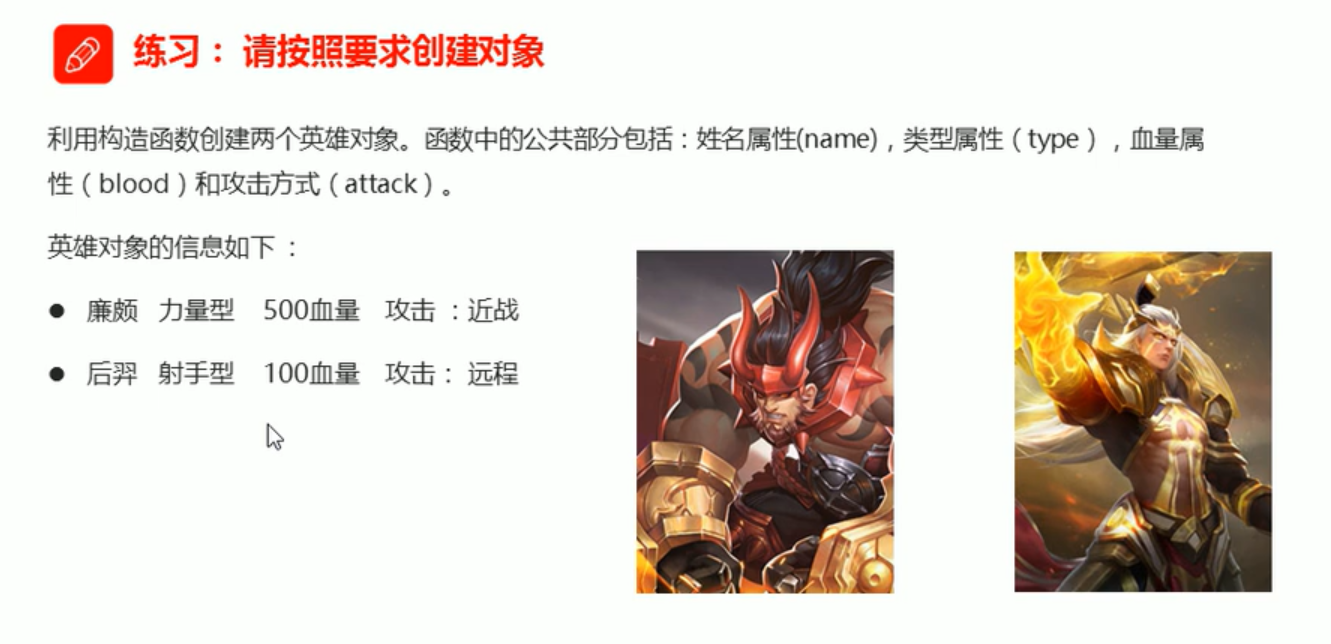 练习： 请按照要求创建对象
利用构造函数创建两个英雄对象。函数中的公共部分包括：姓名属性(name)，类型属性（type），血量属
性（blood）和攻击方式（attack）。
英雄对象的信息如下：
● 廉颇 力量型 500血量 攻击：近战
● 后羿 射手型 100血量 攻击：远程